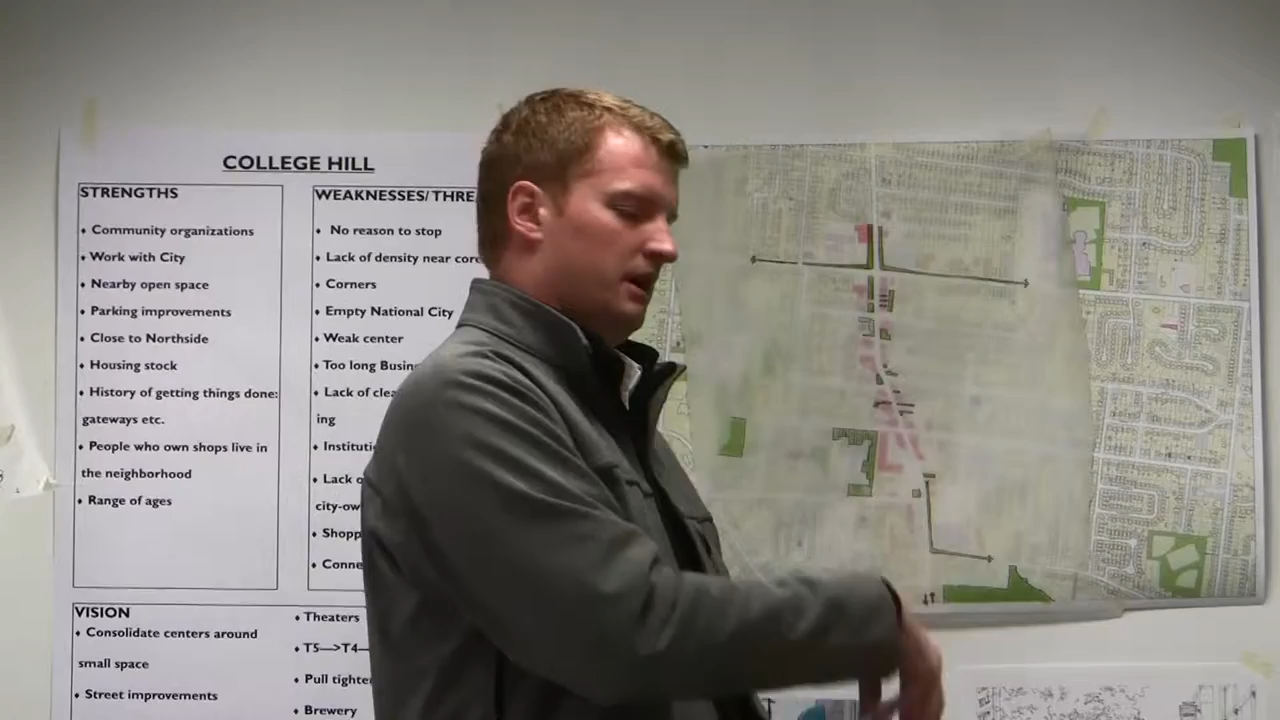 COLLEGE HILL
STRENGTHS
♦ Community organizations
♦ Work with City
♦ Nearby open space
♦ Parking improvements
♦ Close to Northside
♦ Housing stock
♦ History of getting things done:
gateways etc.
♦ People who own shops live in
the neighborhood
♦ Range of ages
WEAKNESSES/ THRE
♦ No reason to stop
♦ Lack of density near core
♦ Corners
♦ Empty National City
♦ Weak center
♦ Too long Busin
♦ Lack of clea
ing
♦ Instituti
♦ Lack o
city-ow
♦ Shopp
♦ Conne
VISION
♦ Consolidate centers around
small space
♦ Street improvements
♦ Theaters
♦ T5—>T4—
♦ Pull tighte
♦ Brewery